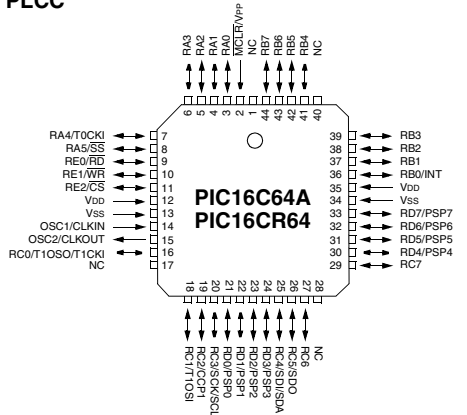 PLCC
RA3
RA2
RA1
RA0
MCLR/VPP
NC
RB7
RB6
RB5
RB4
NC
6
5
4
3
2
1
44
43
42
41
40
RA4/T0CKI 7
RA5/SS 8
RE0/RD 9
RE1/WR 10
RE2/CS 11
VDD 12
VSS 13
OSC1/CLKIN 14
OSC2/CLKOUT 15
RC0/T1OSO/T1CKI 16
NC 17
PIC16C64A
PIC16CR64
39 RB3
38 RB2
37 RB1
36 RB0/INT
35 VDD
34 VSS
33 RD7/PSP7
32 RD6/PSP6
31 RD5/PSP5
30 RD4/PSP4
29 RC7
18
19
20
21
22
23
24
25
26
27
28
RC1/T1OSI
RC2/CCP1
RC3/SCK/SCL
RD0/PSP0
RD1/PSP1
RD2/PSP2
RD3/PSP3
RC4/SDI/SDA
RC5/SDO
RC6
NC